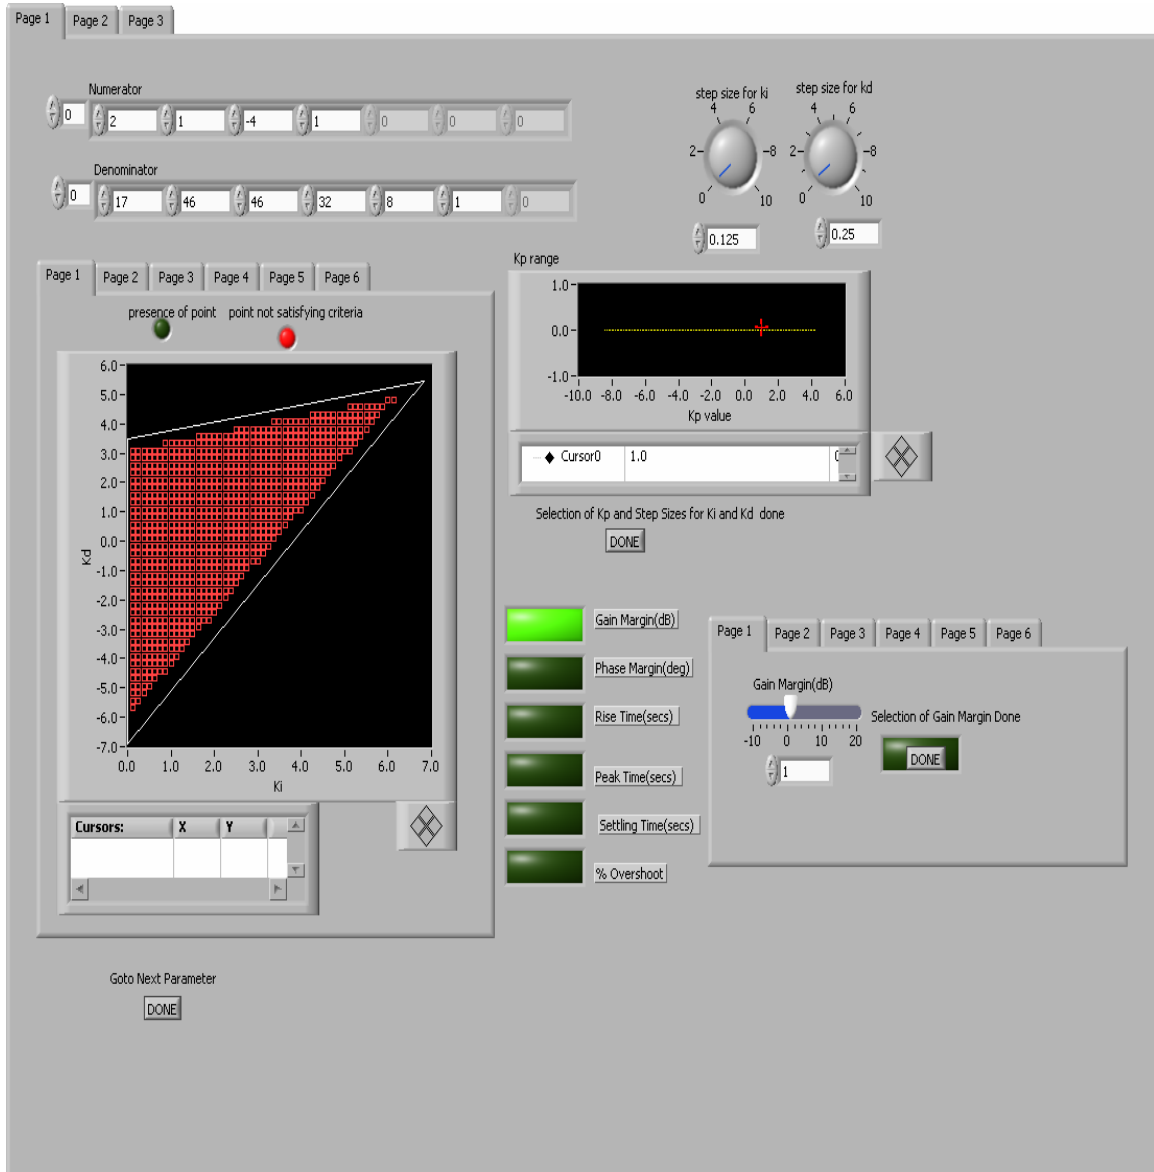 Page 1 Page 2 Page 3
Numerator
0 2 1 -4 1 0 0 0
Denominator
0 17 46 46 32 8 1 0
step size for ki
4 6
2 -8
0 10
0.125
step size for kd
4 6
2 -8
0 10
0.25
Page 1 Page 2 Page 3 Page 4 Page 5 Page 6
presence of point point not satisfying criteria
6.0
5.0
4.0
3.0
2.0
1.0
0.0
-1.0
-2.0
-3.0
-4.0
-5.0
-6.0
-7.0
Kd
0.0 1.0 2.0 3.0 4.0 5.0 6.0 7.0
Ki
Cursors: X Y
Goto Next Parameter
DONE
Kp range
1.0
0.0
-1.0
-10.0 -8.0 -6.0 -4.0 -2.0 0.0 2.0 4.0 6.0
Kp value
Cursor0 1.0
Selection of Kp and Step Sizes for Ki and Kd done
DONE
Gain Margin(dB)
Phase Margin(deg)
Rise Time(secs)
Peak Time(secs)
Settling Time(secs)
% Overshoot
Page 1 Page 2 Page 3 Page 4 Page 5 Page 6
Gain Margin(dB)
-10 0 10 20
1
Selection of Gain Margin Done
DONE